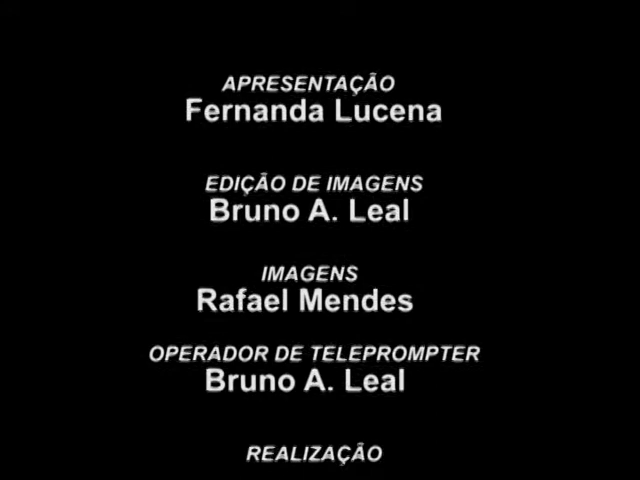 APRESENTAÇÃO
Fernanda Lucena
EDIÇÃO DE IMAGENS
Bruno A. Leal
IMAGENS
Rafael Mendes
OPERADOR DE TELEPROMPTER
Bruno A. Leal
REALIZAÇÃO